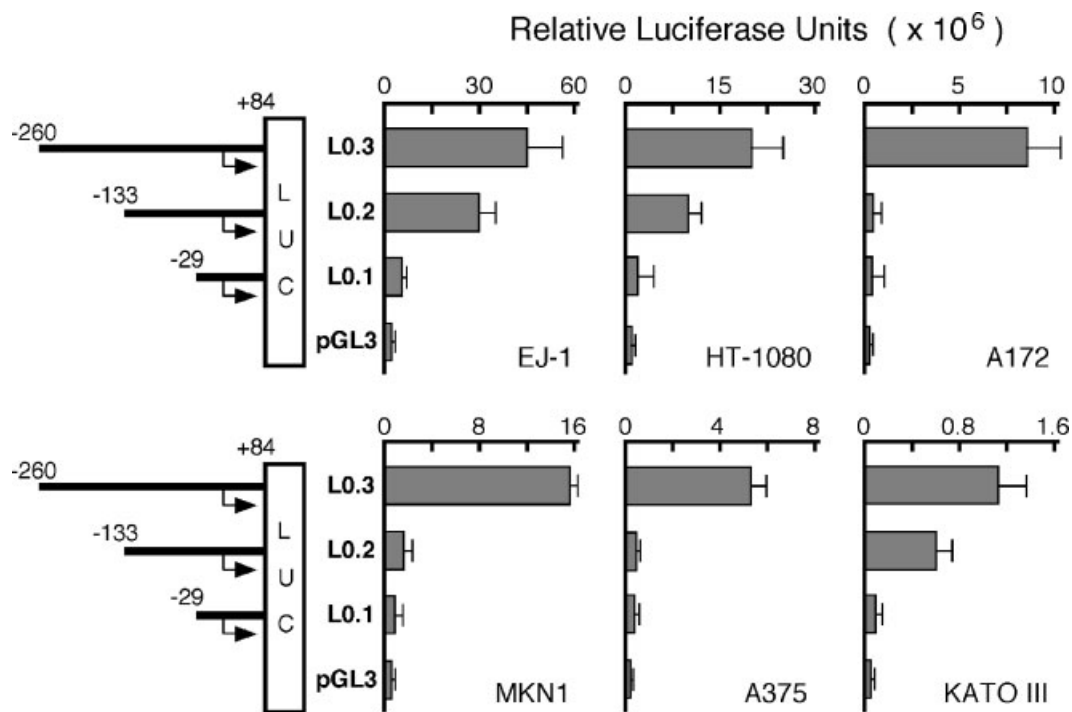 Relative Luciferase Units ( x 10⁶ )
0 30 60 0 15 30 0 5 10
+84
-260
L0.3
-133
L0.2
-29
L0.1
pGL3
L
U
C
EJ-1 HT-1080 A172
0 8 16 0 4 8 0 0.8 1.6
+84
-260
L0.3
-133
L0.2
-29
L0.1
pGL3
L
U
C
MKN1 A375 KATO III